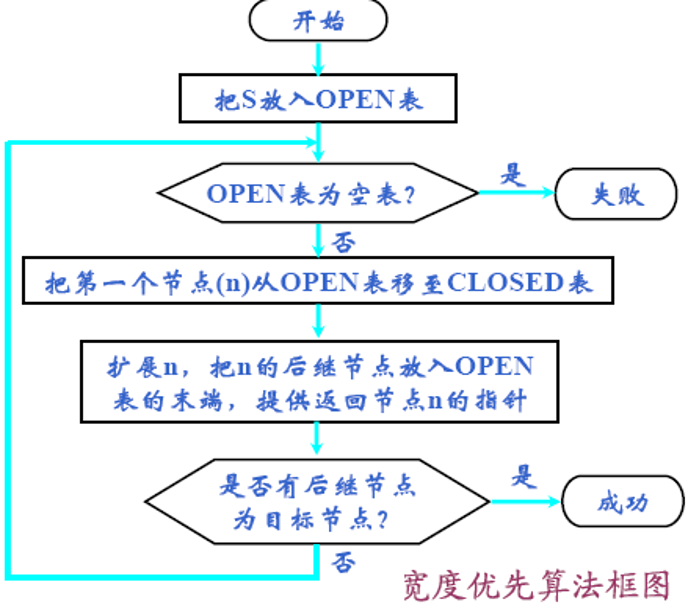 开始
把S放入OPEN表
OPEN表为空表?
是
失败
否
把第一个节点(n)从OPEN表移至CLOSED表
扩展n，把n的后继节点放入OPEN
表的末端，提供返回节点n的指针
是否有后继节点
为目标节点?
是
成功
否
宽度优先算法框图